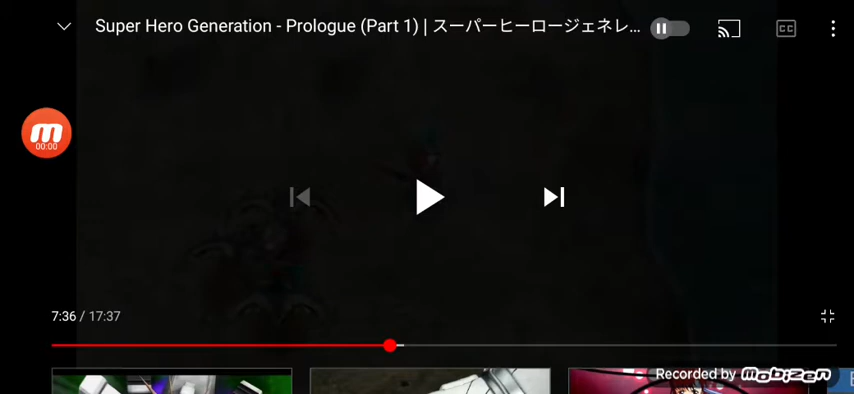 Super Hero Generation - Prologue (Part 1) | スーパーヒーロージェネレ...
CC
m
00:00
7:36 / 17:37
Recorded by Mobizen